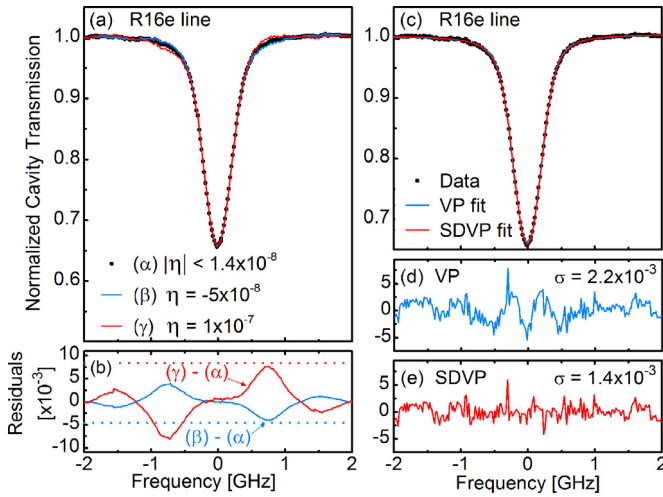 (a) R16e line
1.0
0.9
0.8
0.7
0.6
Normalized Cavity Transmission
(α) |η| < 1.4x10⁻⁸
(β) η = -5x10⁻⁸
(γ) η = 1x10⁻⁷
(b)
10
5
0
-5
-10
Residuals
[x10⁻³]
(γ) - (α)
(β) - (α)
-2 -1 0 1 2
Frequency [GHz]
(c) R16e line
1.0
0.9
0.8
0.7
Data
VP fit
SDVP fit
(d) VP σ = 2.2x10⁻³
5
0
-5
(e) SDVP σ = 1.4x10⁻³
5
0
-5
-2 -1 0 1 2
Frequency [GHz]